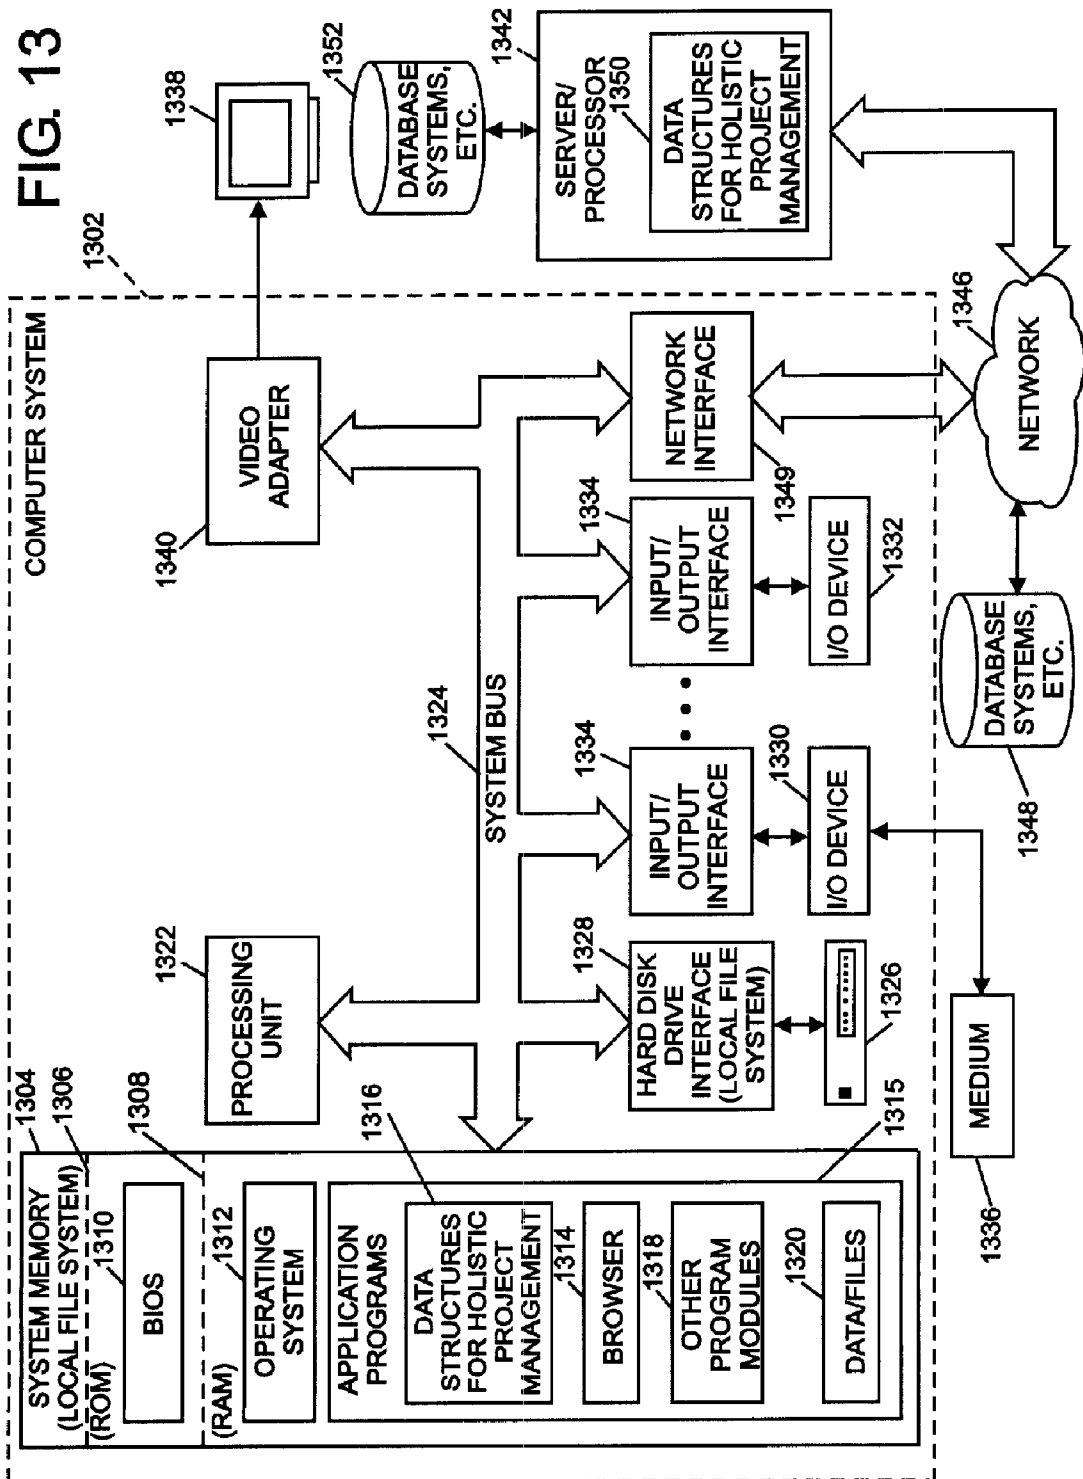 FIG. 13
COMPUTER SYSTEM
1302
SYSTEM MEMORY
(LOCAL FILE SYSTEM)
1304
1306
(ROM)
1310
BIOS
1308
(RAM)
1312
OPERATING
SYSTEM
APPLICATION
PROGRAMS
1316
DATA
STRUCTURES
FOR HOLISTIC
PROJECT
MANAGEMENT
1314
BROWSER
1318
OTHER
PROGRAM
MODULES
1320
DATA/FILES
1315
1322
PROCESSING
UNIT
1324
SYSTEM BUS
1340
VIDEO
ADAPTER
1338
1328
HARD DISK
DRIVE
INTERFACE
(LOCAL FILE
SYSTEM)
1326
1334
INPUT/
OUTPUT
INTERFACE
1330
I/O DEVICE
1334
INPUT/
OUTPUT
INTERFACE
1332
I/O DEVICE
NETWORK
INTERFACE
1349
MEDIUM
1336
DATABASE
SYSTEMS,
ETC.
1348
NETWORK
1346
1352
DATABASE
SYSTEMS,
ETC.
1342
SERVER/
PROCESSOR
1350
DATA
STRUCTURES
FOR HOLISTIC
PROJECT
MANAGEMENT